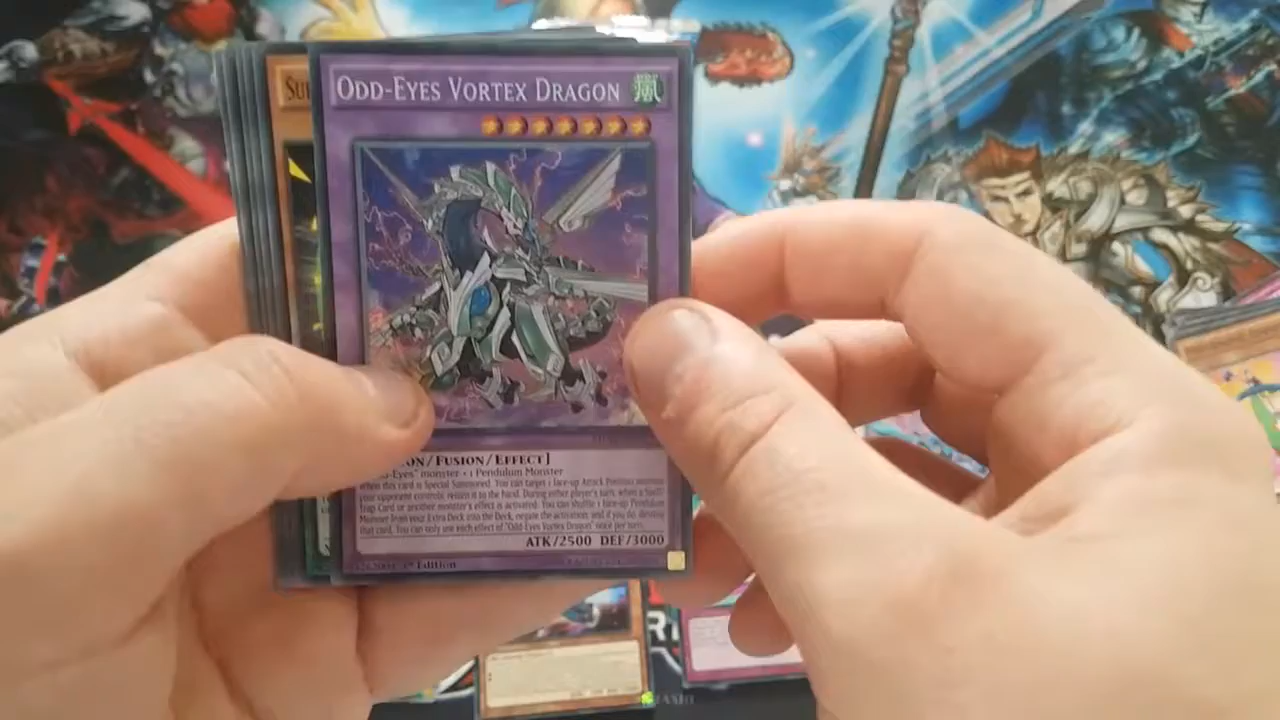 SU
ODD-EYES VORTEX DRAGON 風
ON/FUSION/EFFECT]
d-Eyes" monster + 1 Pendulum Monster
When this card is Special Summoned: You can target 1 face-up Attack Position monster
your opponent controls; return it to the hand. During either player's turn, when a Spell/
Trap Card or another monster's effect is activated: You can shuffle 1 face-up Pendulum
Monster from your Extra Deck into the Deck; negate the activation, and if you do, destroy
that card. You can only use each effect of "Odd-Eyes Vortex Dragon" once per turn.
ATK/2500 DEF/3000
1st Edition